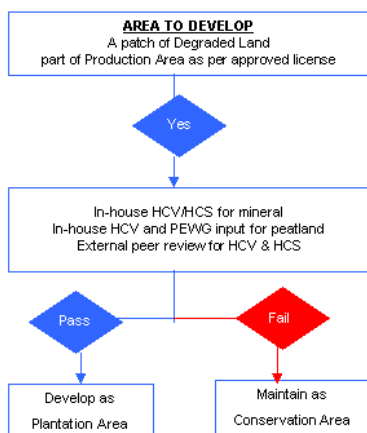 AREA TO DEVELOP
A patch of Degraded Land
part of Production Area as per approved license
Yes
In-house HCV/HCS for mineral
In-house HCV and PEWG input for peatland
External peer review for HCV & HCS
Pass
Fail
Develop as
Plantation Area
Maintain as
Conservation Area